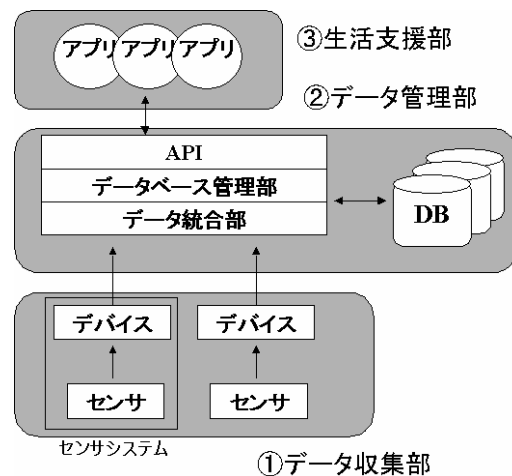 アプリ アプリ アプリ
③生活支援部
②データ管理部
API
データベース管理部
データ統合部
DB
デバイス デバイス
センサ センサ
センサシステム
①データ収集部